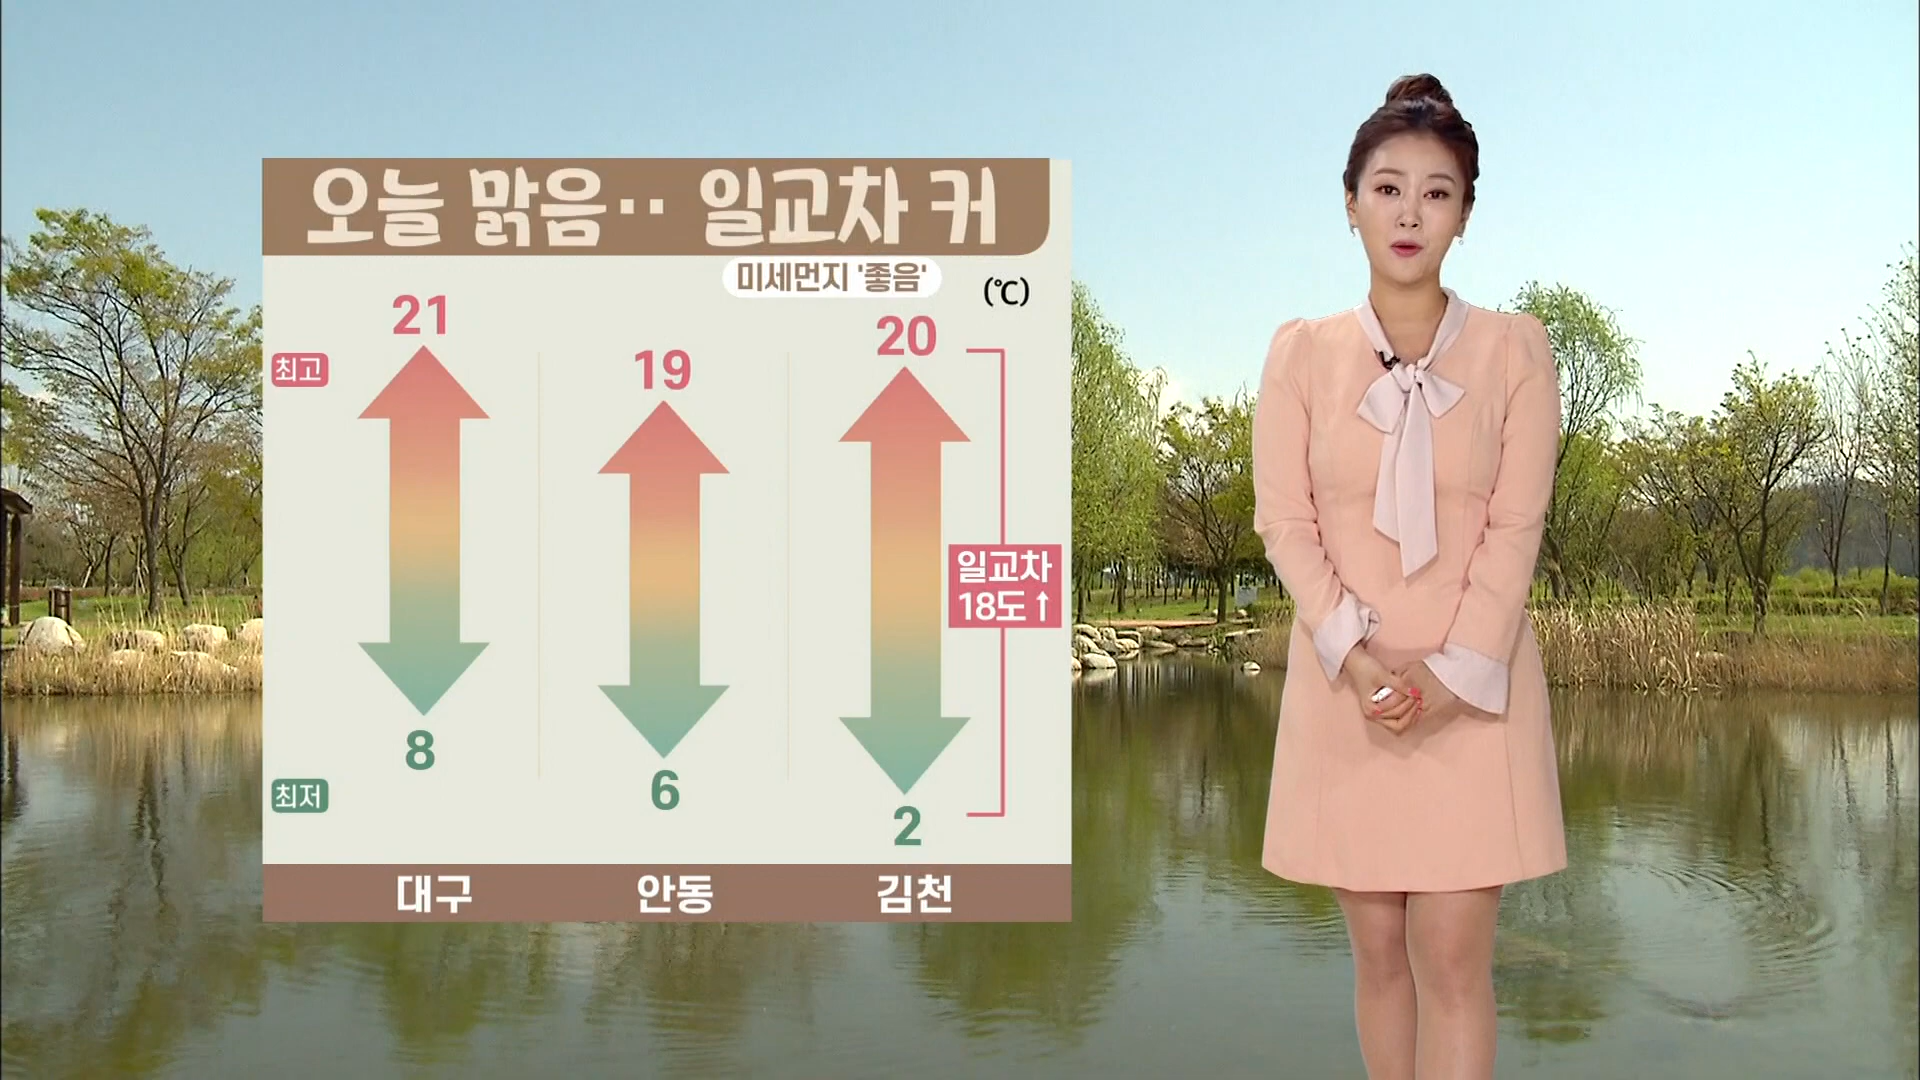 오늘 맑음‥ 일교차 커
미세먼지 '좋음'
(℃)
21
19
20
최고
일교차
18도↑
8
6
2
최저
대구
안동
김천